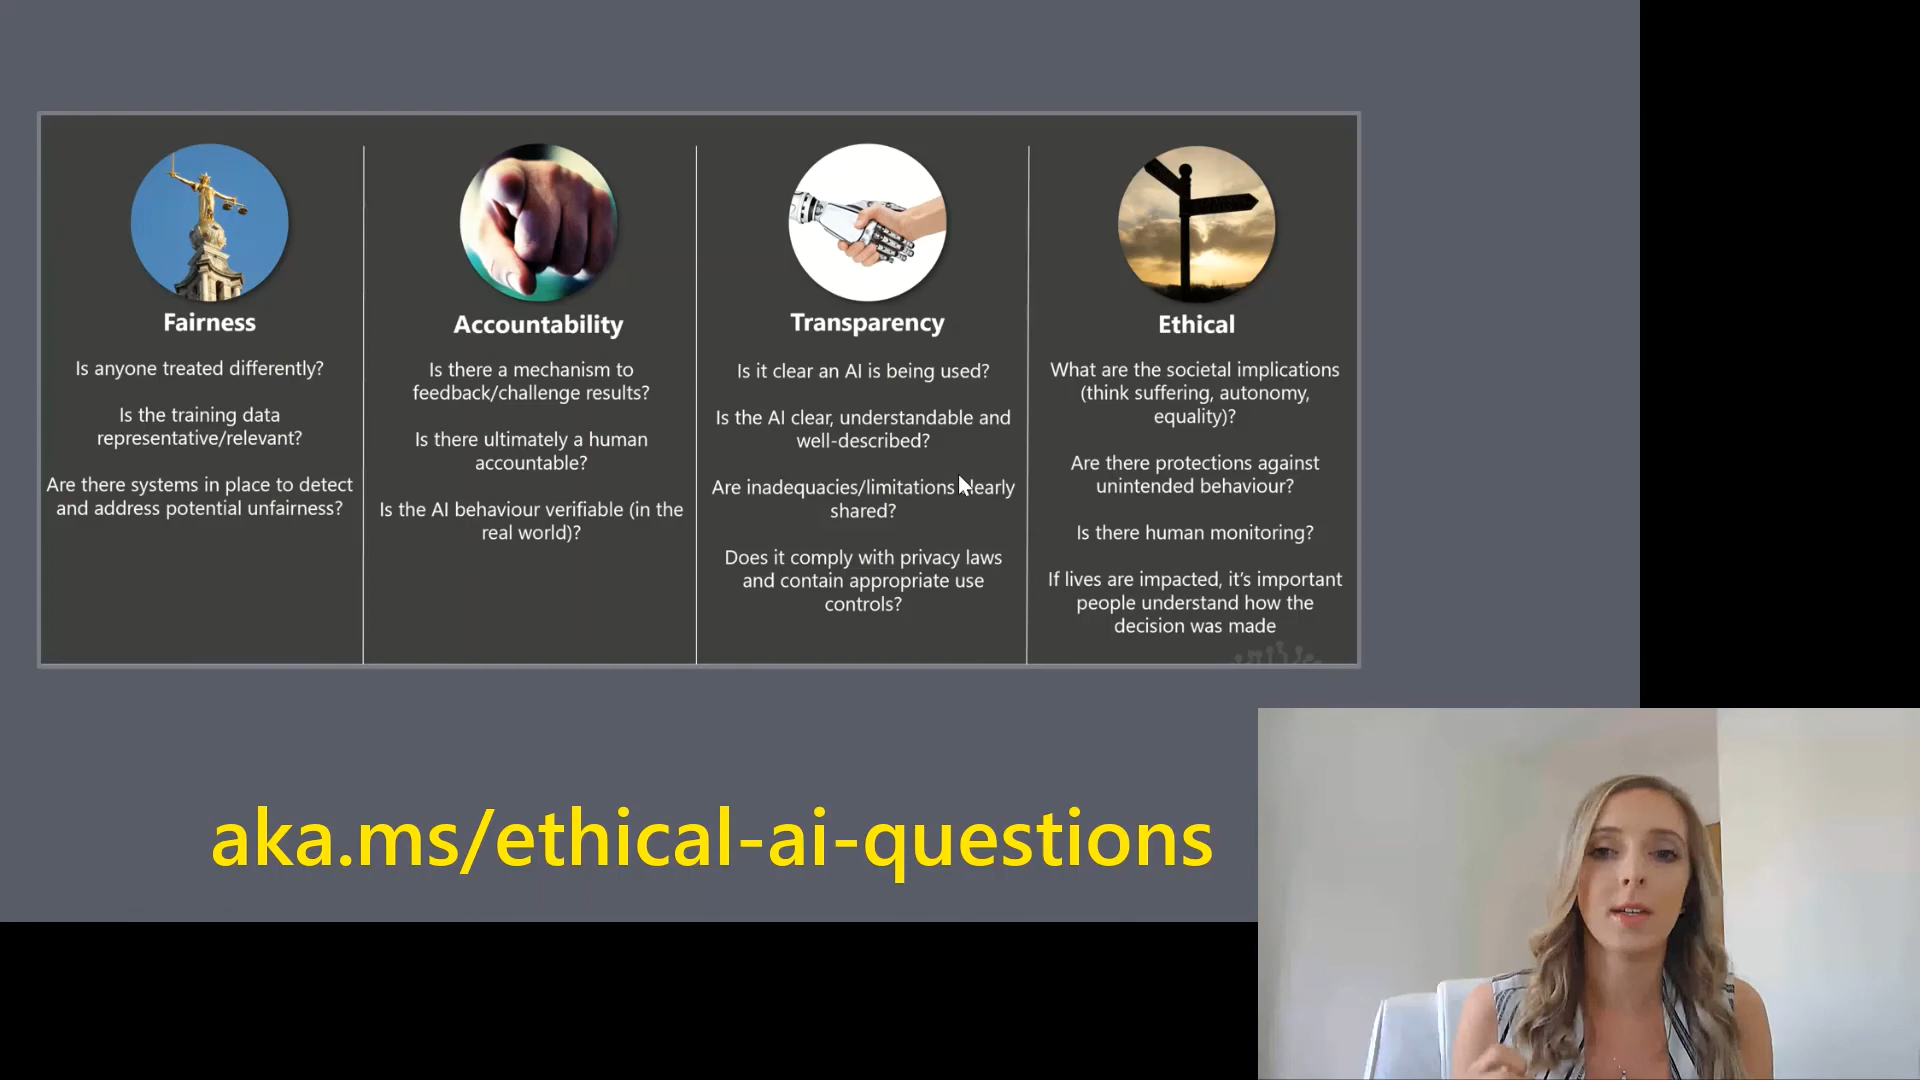 Fairness
Is anyone treated differently?
Is the training data
representative/relevant?
Are there systems in place to detect
and address potential unfairness?
Accountability
Is there a mechanism to
feedback/challenge results?
Is there ultimately a human
accountable?
Is the AI behaviour verifiable (in the
real world)?
Transparency
Is it clear an AI is being used?
Is the AI clear, understandable and
well-described?
Are inadequacies/limitations clearly
shared?
Does it comply with privacy laws
and contain appropriate use
controls?
Ethical
What are the societal implications
(think suffering, autonomy,
equality)?
Are there protections against
unintended behaviour?
Is there human monitoring?
If lives are impacted, it's important
people understand how the
decision was made
aka.ms/ethical-ai-questions